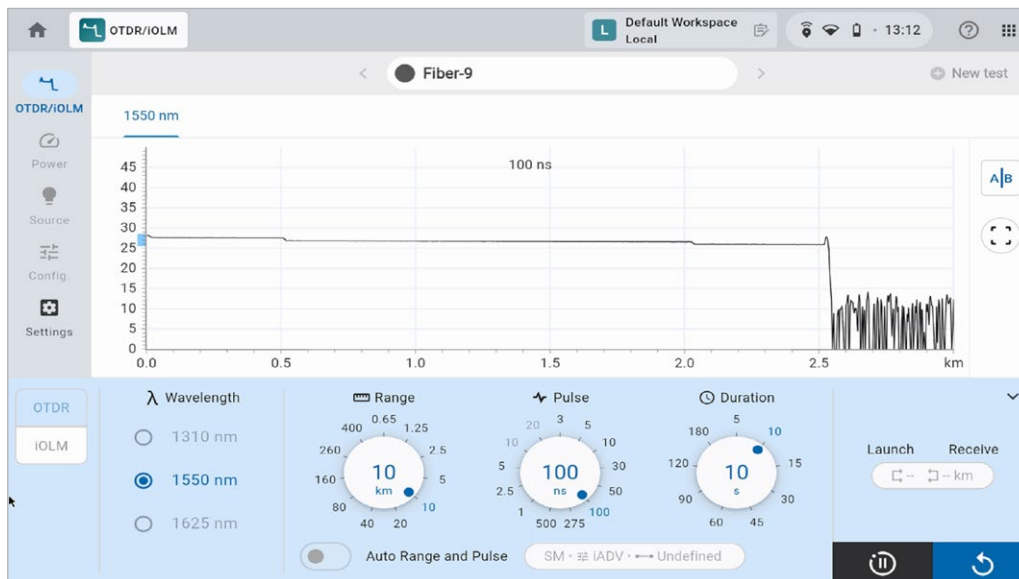 OTDR/iOLM
L
Default Workspace
Local
13:12
?
OTDR/iOLM
Power
Source
Config.
Settings
Fiber-9
New test
1550 nm
100 ns
A|B
45
40
35
30
25
20
15
10
5
0
0.0 0.5 1.0 1.5 2.0 2.5 km
OTDR
iOLM
λ Wavelength
1310 nm
1550 nm
1625 nm
Range
0.65
400 1.25
260 2.5
160 5
80 10
40 20
10
km
Pulse
3
20 5
10 10
5 30
2.5 50
1 100
500 275
100
ns
Duration
5
180 10
120 15
90 30
60 45
10
s
Launch Receive
-- -- km
Auto Range and Pulse
SM · iADV · Undefined